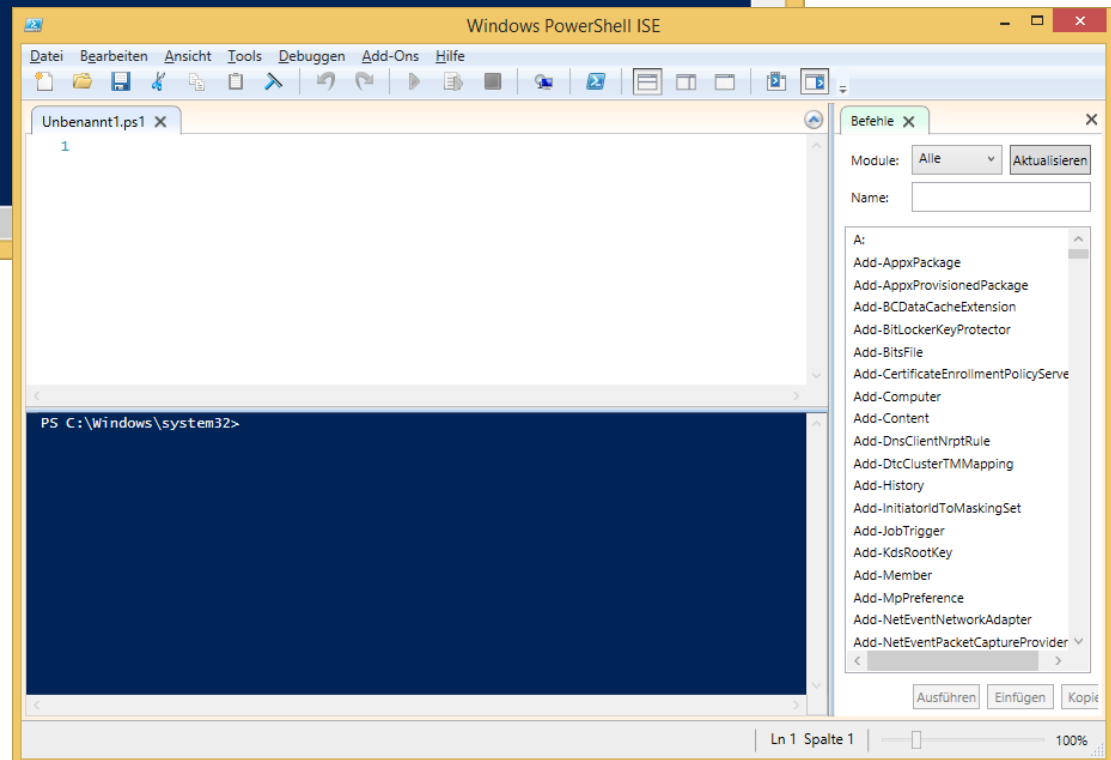 Windows PowerShell ISE
Datei Bearbeiten Ansicht Tools Debuggen Add-Ons Hilfe
Unbenannt1.ps1
1
PS C:\Windows\system32>
Befehle
Module: Alle Aktualisieren
Name:
A:
Add-AppxPackage
Add-AppxProvisionedPackage
Add-BCDataCacheExtension
Add-BitLockerKeyProtector
Add-BitsFile
Add-CertificateEnrollmentPolicyServe
Add-Computer
Add-Content
Add-DnsClientNrptRule
Add-DtcClusterTMMapping
Add-History
Add-InitiatorIdToMaskingSet
Add-JobTrigger
Add-KdsRootKey
Add-Member
Add-MpPreference
Add-NetEventNetworkAdapter
Add-NetEventPacketCaptureProvider
Ausführen Einfügen Kopie
Ln 1 Spalte 1 100%